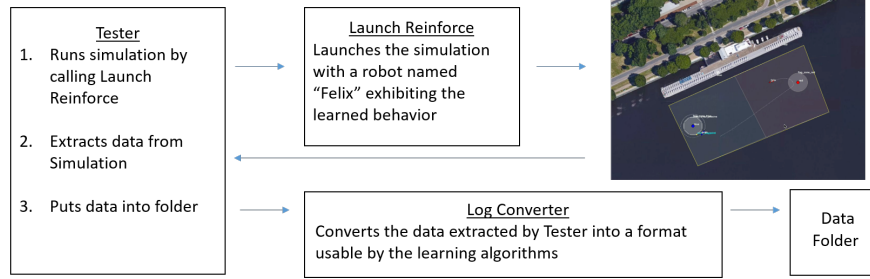 Tester
1. Runs simulation by
calling Launch
Reinforce
2. Extracts data from
Simulation
3. Puts data into folder
Launch Reinforce
Launches the simulation
with a robot named
“Felix” exhibiting the
learned behavior
Log Converter
Converts the data extracted by Tester into a format
usable by the learning algorithms
Data
Folder